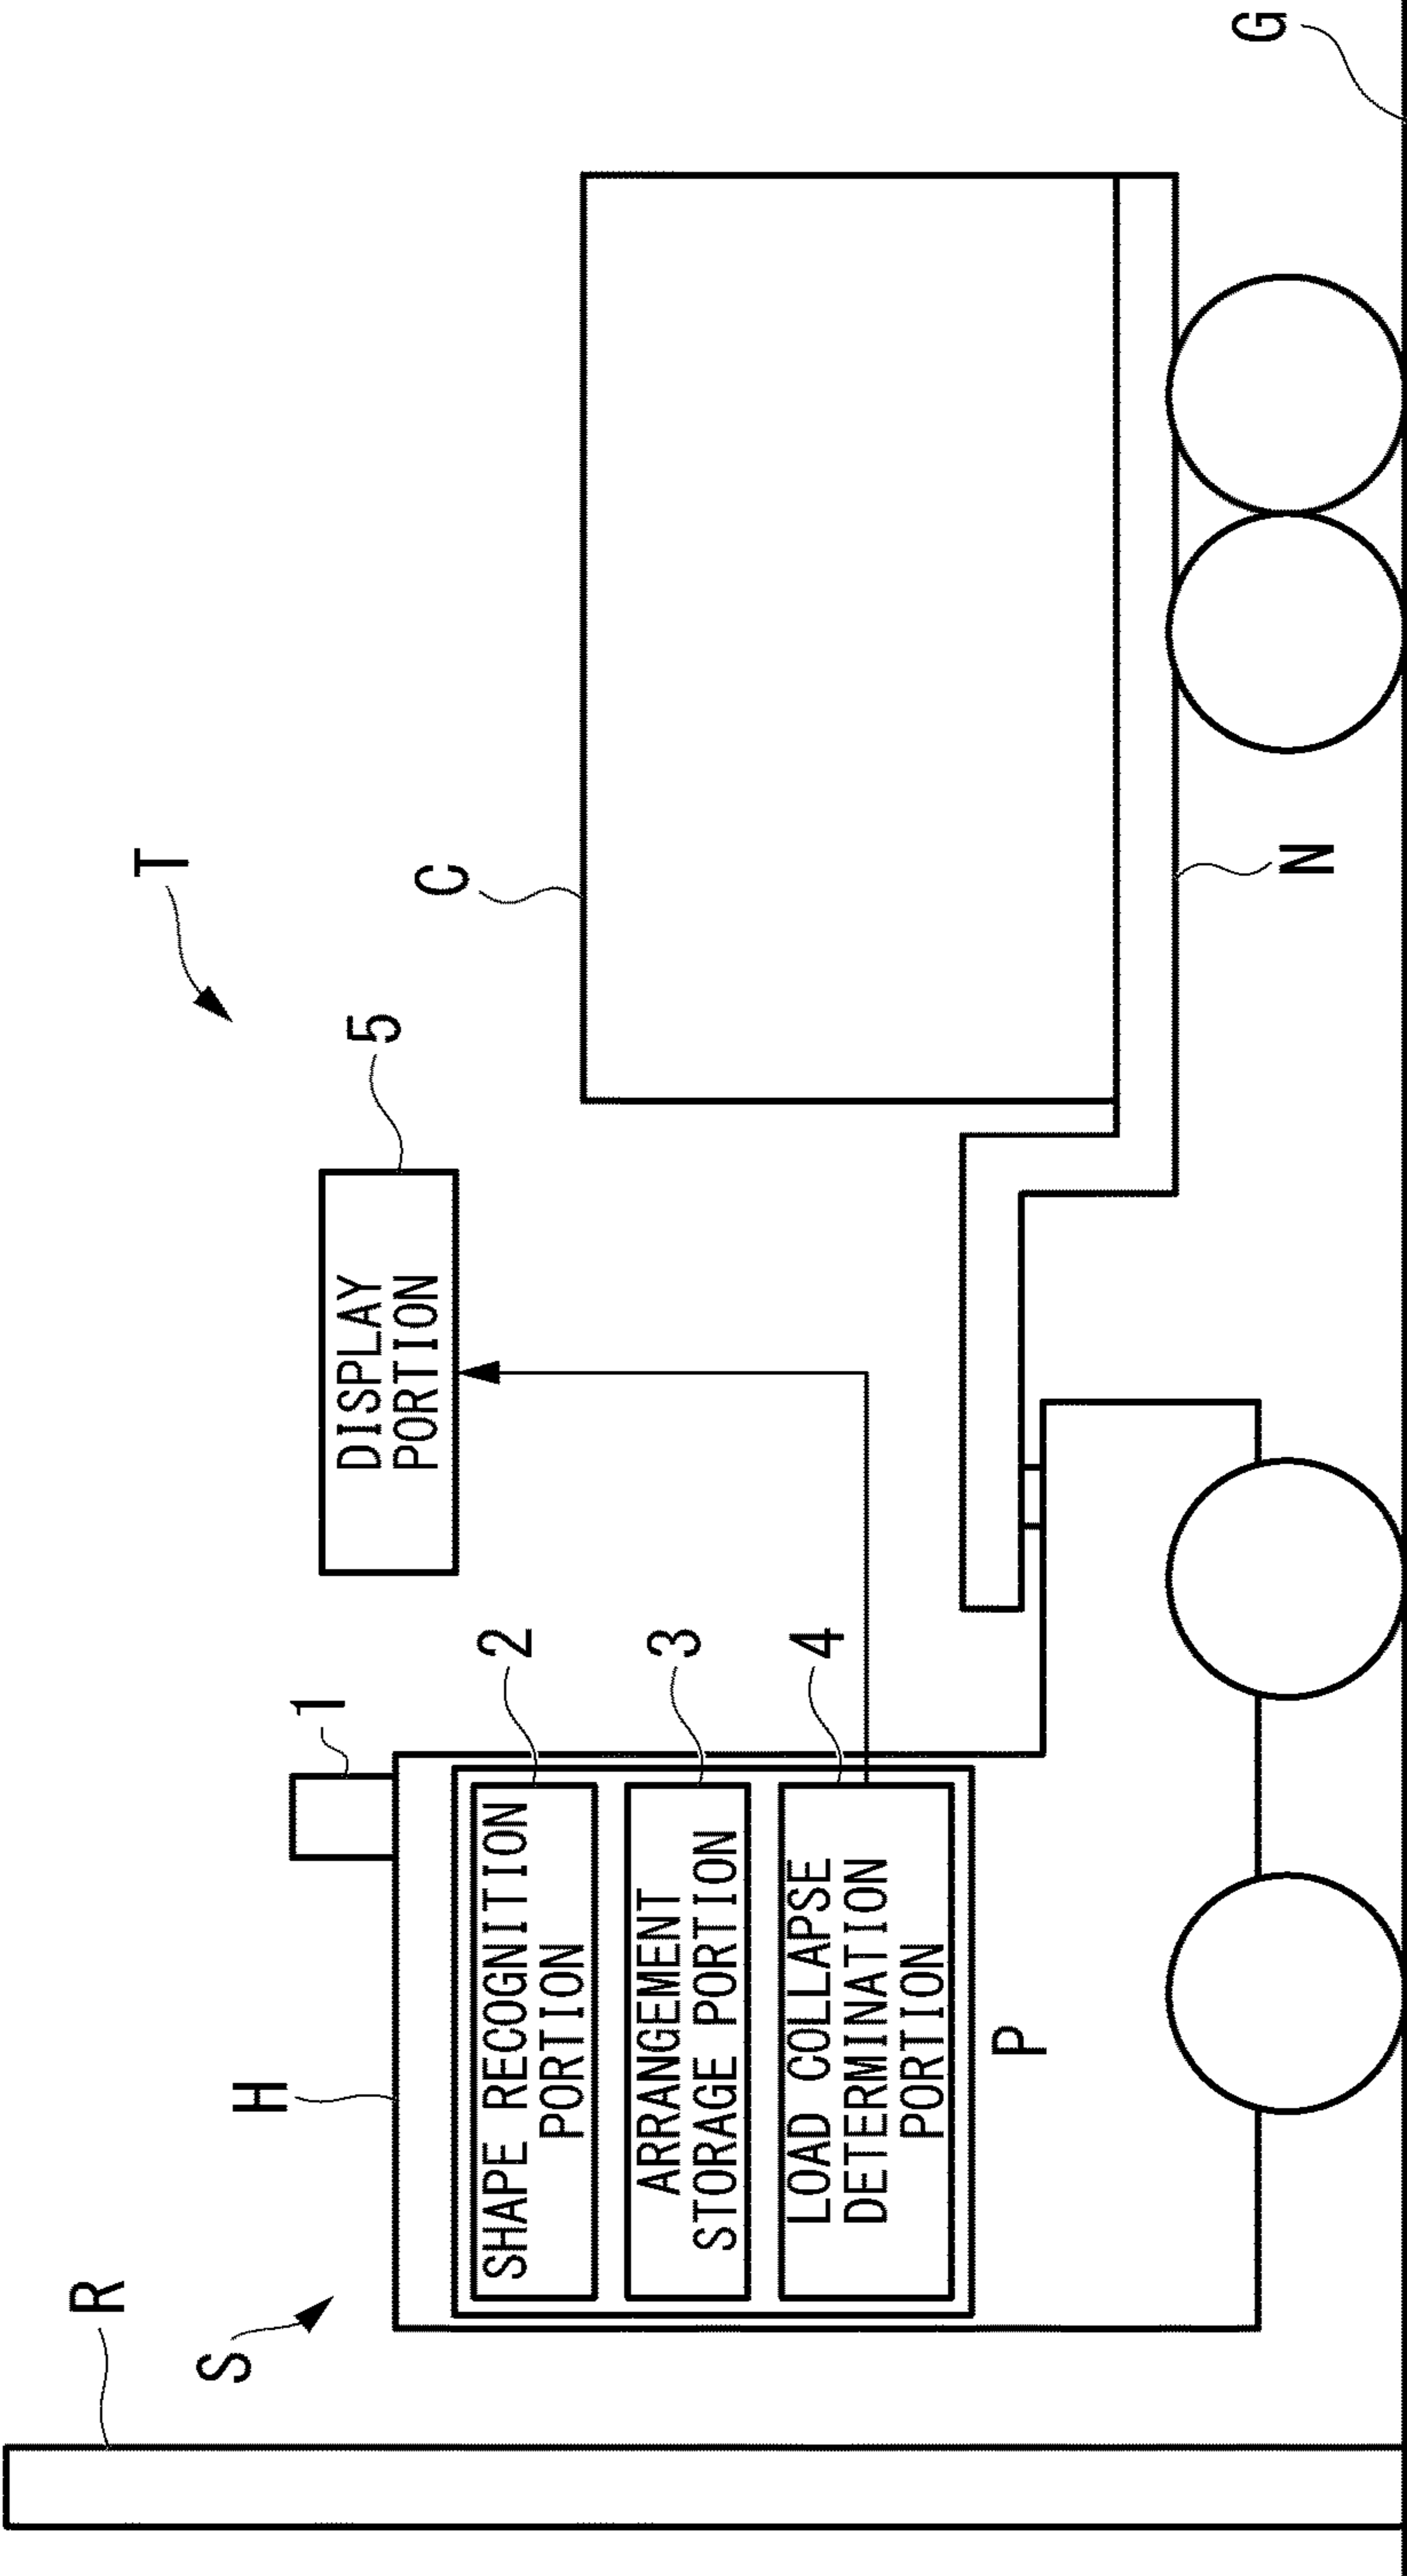 R
S
H
1
SHAPE RECOGNITION
PORTION
2
ARRANGEMENT
STORAGE PORTION
3
LOAD COLLAPSE
DETERMINATION
PORTION
4
P
DISPLAY
PORTION
5
T
C
N
G